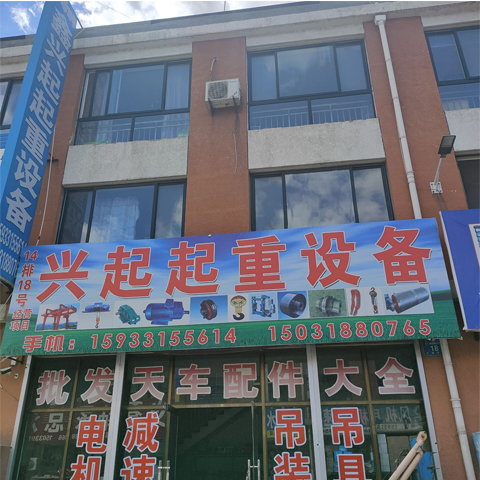 鑫兴起起重设备
14排18号
兴起起重设备
手机：15933155614 15031880765
批发天车配件大全
电机
减速
吊装
吊具